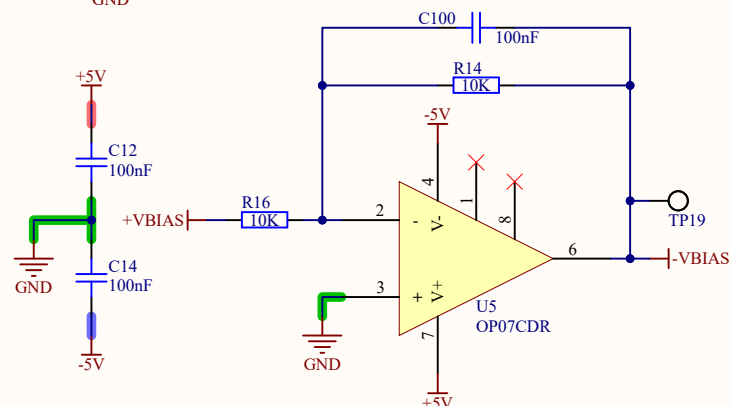 GND
C100
100nF
+5V
R14
10K
-5V
C12
100nF
4
1
8
V-
R16
+VBIAS
10K
2
-
TP19
6
GND
C14
100nF
3
+
V+
-VBIAS
U5
OP07CDR
GND
7
-5V
+5V